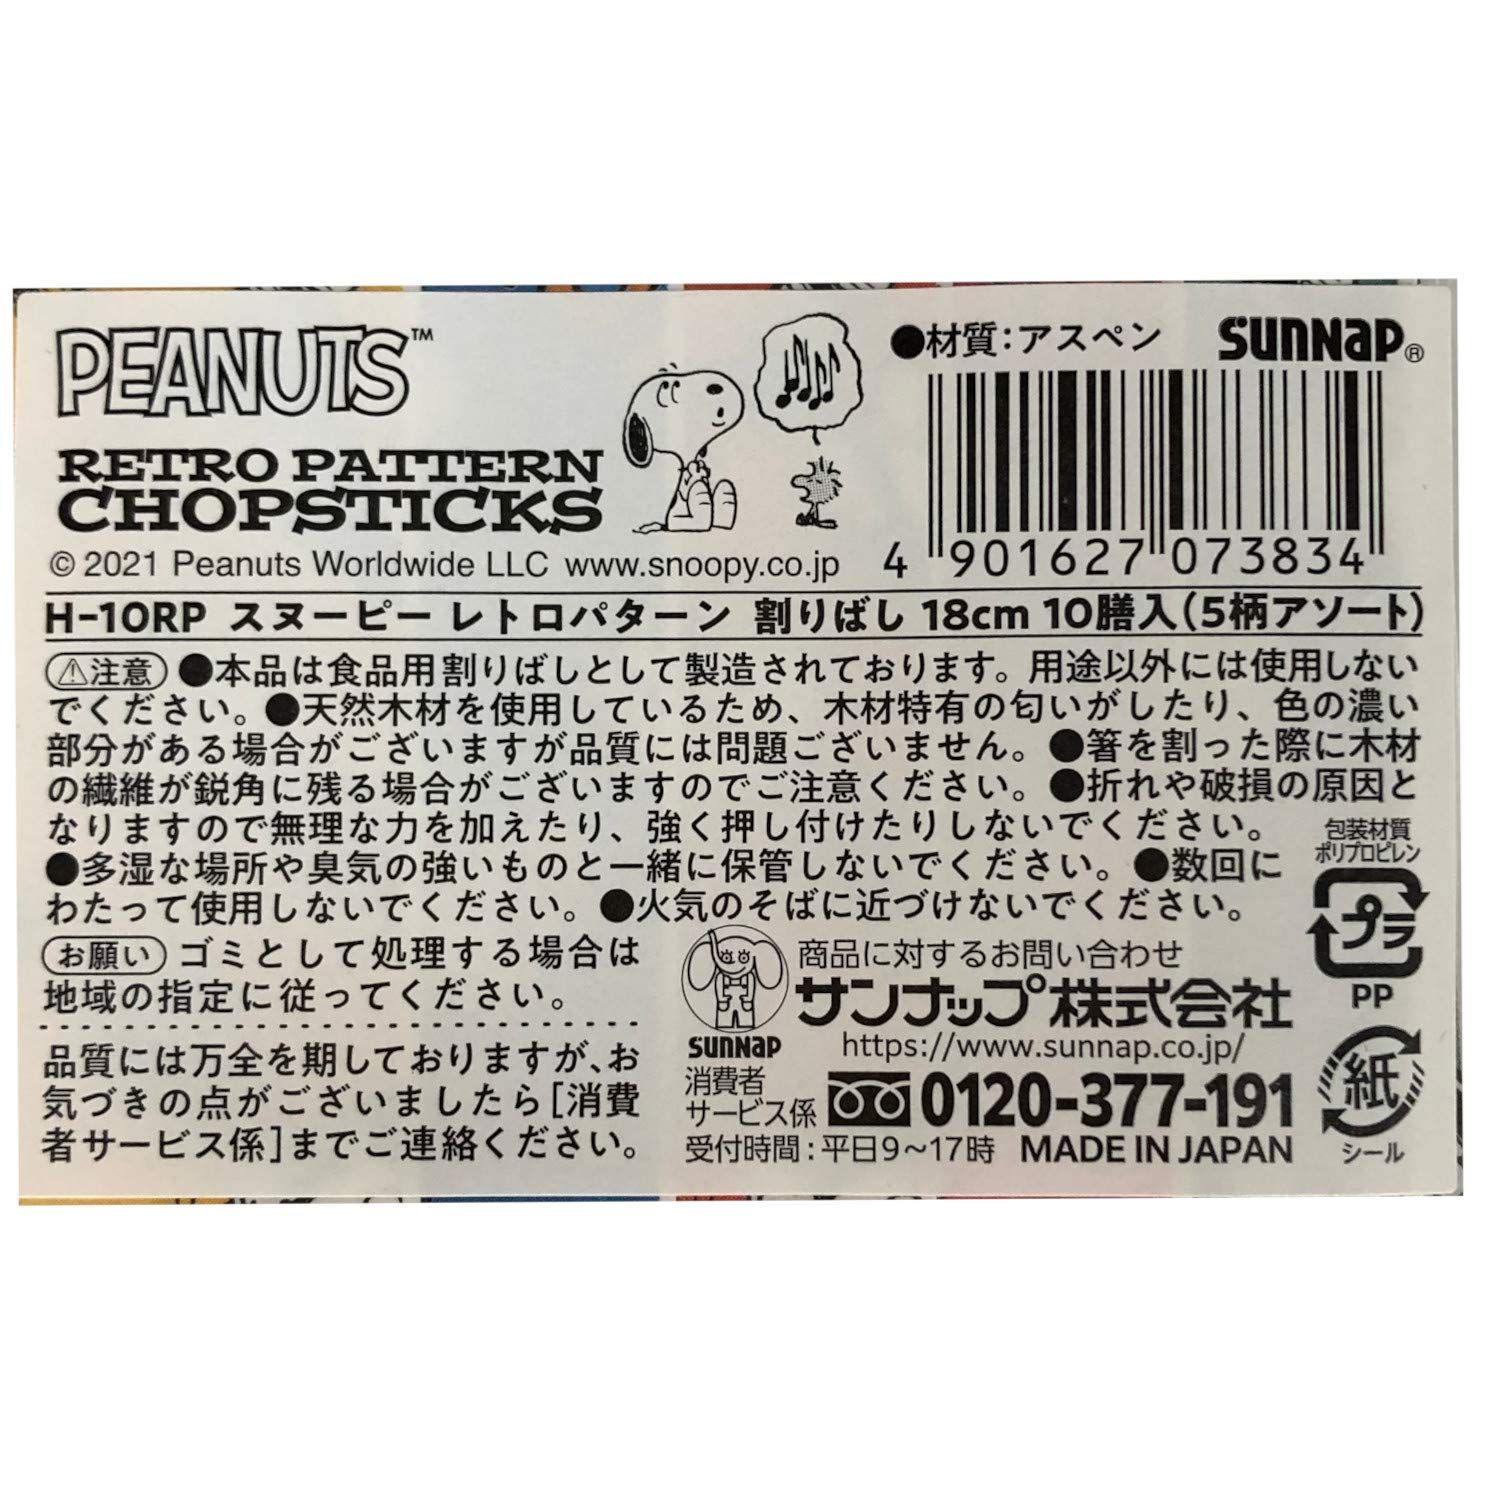 PEANUTS™
RETRO PATTERN
CHOPSTICKS
© 2021 Peanuts Worldwide LLC www.snoopy.co.jp
●材質:アスペン
SUNNAP®
4 901627 073834
H-10RP スヌーピー レトロパターン 割りばし 18cm 10膳入(5柄アソート)
⚠注意 ●本品は食品用割りばしとして製造されております。用途以外には使用しない
でください。●天然木材を使用しているため、木材特有の匂いがしたり、色の濃い
部分がある場合がございますが品質には問題ございません。●箸を割った際に木材
の繊維が鋭角に残る場合がございますのでご注意ください。●折れや破損の原因と
なりますので無理な力を加えたり、強く押し付けたりしないでください。
●多湿な場所や臭気の強いものと一緒に保管しないでください。●数回に
わたって使用しないでください。●火気のそばに近づけないでください。
包装材質
ポリプロピレン
プラ
PP
紙
シール
お願い ゴミとして処理する場合は
地域の指定に従ってください。
品質には万全を期しておりますが、お
気づきの点がございましたら[消費
者サービス係]までご連絡ください。
SUNNAP
商品に対するお問い合わせ
サンナップ株式会社
https://www.sunnap.co.jp/
消費者
サービス係
0120-377-191
受付時間:平日9〜17時 MADE IN JAPAN